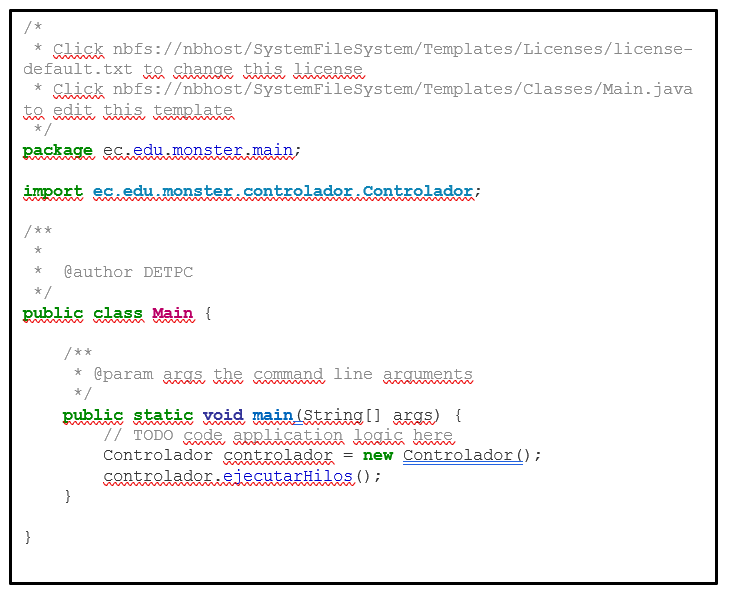 /*
 * Click nbfs://nbhost/SystemFileSystem/Templates/Licenses/license-
default.txt to change this license
 * Click nbfs://nbhost/SystemFileSystem/Templates/Classes/Main.java
to edit this template
 */
package ec.edu.monster.main;

import ec.edu.monster.controlador.Controlador;

/**
 *
 *  @author DETPC
 */
public class Main {

    /**
     * @param args the command line arguments
     */
    public static void main(String[] args) {
        // TODO code application logic here
        Controlador controlador = new Controlador();
        controlador.ejecutarHilos();
    }

}